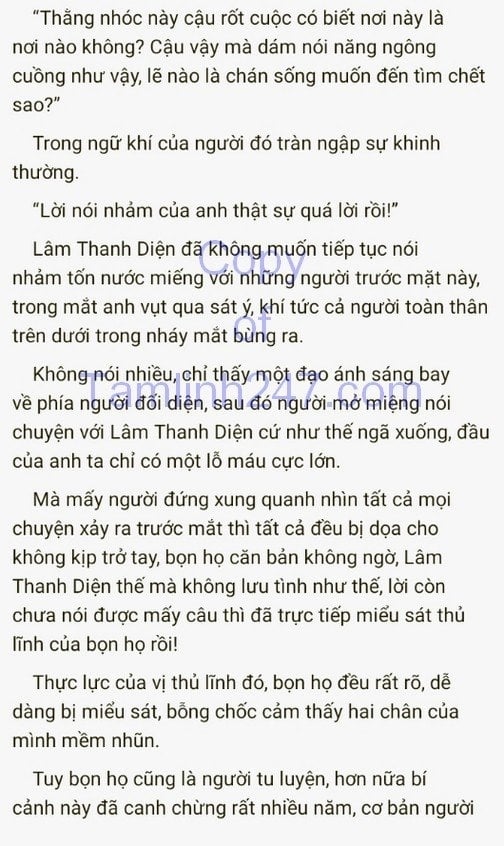 “Thằng nhóc này cậu rốt cuộc có biết nơi này là
nơi nào không? Cậu vậy mà dám nói năng ngông
cuồng như vậy, lẽ nào là chán sống muốn đến tìm chết
sao?”
Trong ngữ khí của người đó tràn ngập sự khinh
thường.
“Lời nói nhảm của anh thật sự quá lời rồi!”
Lâm Thanh Diện đã không muốn tiếp tục nói
nhảm tốn nước miếng với những người trước mặt này,
trong mắt anh vụt qua sát ý, khí tức cả người toàn thân
trên dưới trong nháy mắt bùng ra.
Không nói nhiều, chỉ thấy một đạo ánh sáng bay
về phía người đối diện, sau đó người mở miệng nói
chuyện với Lâm Thanh Diện cứ như thế ngã xuống, đầu
của anh ta chỉ có một lỗ máu cực lớn.
Mà mấy người đứng xung quanh nhìn tất cả mọi
chuyện xảy ra trước mắt thì tất cả đều bị dọa cho
không kịp trở tay, bọn họ căn bản không ngờ, Lâm
Thanh Diện thế mà không lưu tình như thế, lời còn
chưa nói được mấy câu thì đã trực tiếp miểu sát thủ
lĩnh của bọn họ rồi!
Thực lực của vị thủ lĩnh đó, bọn họ đều rất rõ, dễ
dàng bị miểu sát, bỗng chốc cảm thấy hai chân của
mình mềm nhũn.
Tuy bọn họ cũng là người tu luyện, hơn nữa bí
cảnh này đã canh chừng rất nhiều năm, cơ bản người
Copy
of
Tamlinh247.com